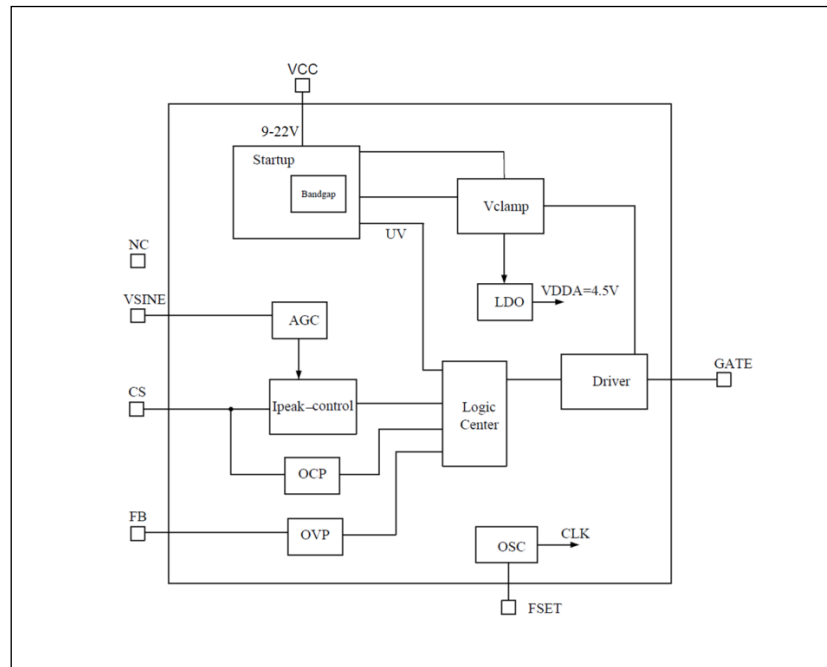 VCC
9-22V
Startup
Bandgap
Vclamp
UV
NC
LDO
VDDA=4.5V
VSINE
AGC
GATE
Driver
CS
Ipeak-control
Logic
Center
OCP
FB
OVP
OSC
CLK
FSET